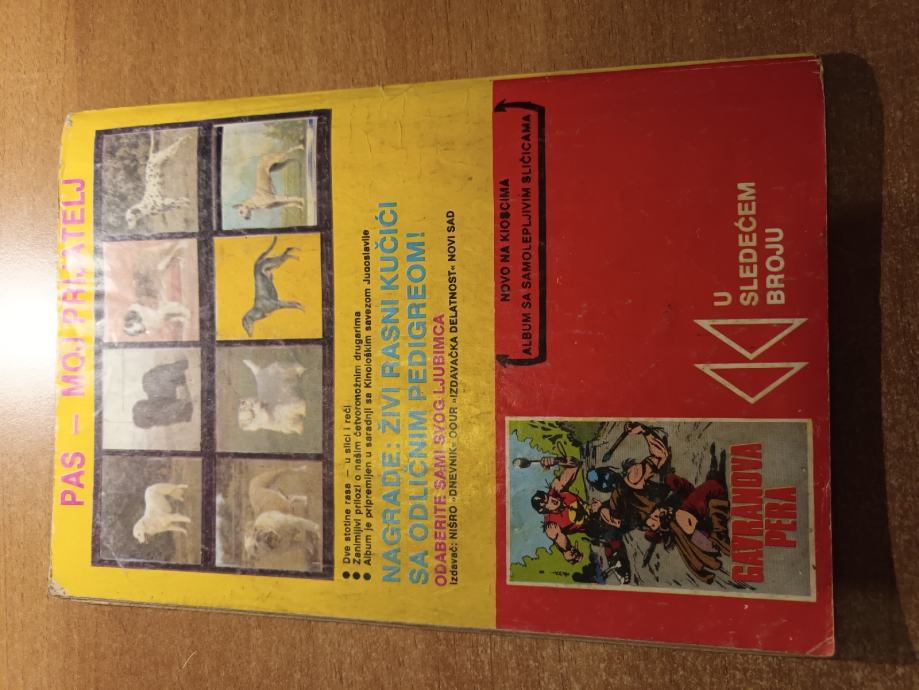 PAS — MOJ PRIJATELJ
● Dve stotine rasa — u slici i reči
● Zanimljivi prilozi o našim četvoronožnim drugarima
● Album je pripremljen u saradnji sa Kinološkim savezom Jugoslavije
NAGRADE: ŽIVI RASNI KUČIĆI
SA ODLIČNIM PEDIGREOM!
ODABERITE SAMI SVOG LJUBIMCA
Izdavač: NIŠRO »DNEVNIK« OOUR »IZDAVAČKA DELATNOST« NOVI SAD
NOVO NA KIOSCIMA
ALBUM SA SAMOLEPLJIVIM SLIČICAMA
U
SLEDEĆEM
BROJU
GAVRANOVA
PERA